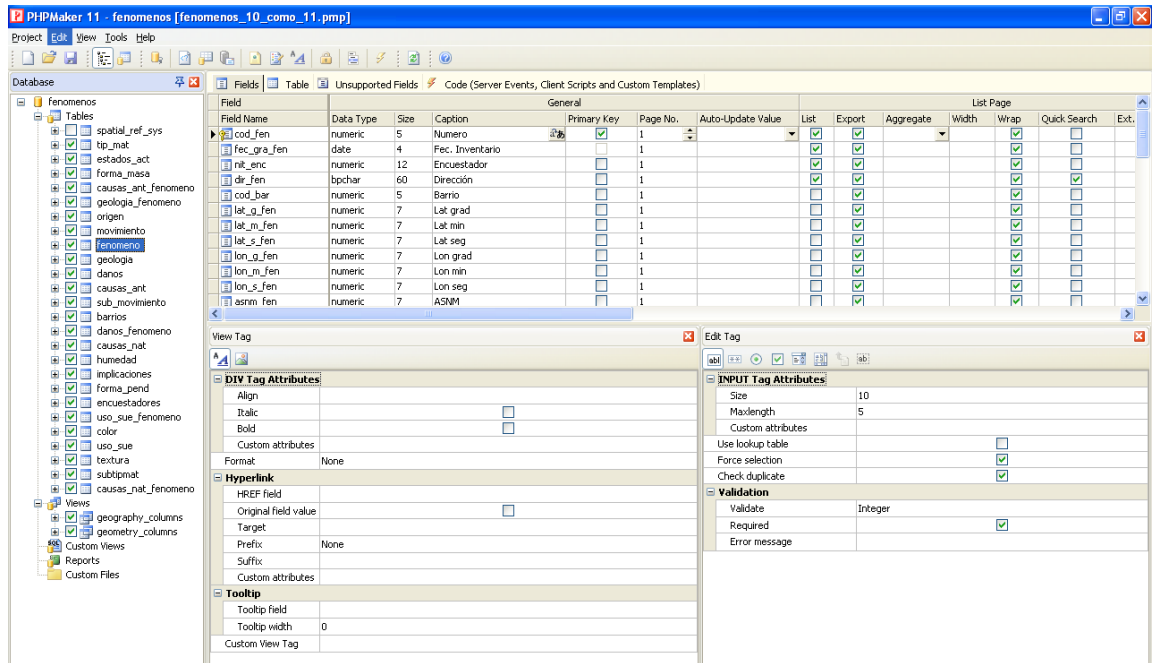 PHPMaker 11 - fenomenos [fenomenos_10_como_11.pmp]
Project Edit View Tools Help
Database
fenomenos
Tables
spatial_ref_sys
tip_mat
estados_act
forma_masa
causas_ant_fenomeno
geologia_fenomeno
origen
movimiento
fenomeno
geologia
danos
causas_ant
sub_movimiento
barrios
danos_fenomeno
causas_nat
humedad
implicaciones
forma_pend
encuestadores
uso_sue_fenomeno
color
uso_sue
textura
subtipmat
causas_nat_fenomeno
Views
geography_columns
geometry_columns
Custom Views
Reports
Custom Files
Fields Table Unsupported Fields Code (Server Events, Client Scripts and Custom Templates)
Field General List Page
Field Name Data Type Size Caption Primary Key Page No. Auto-Update Value List Export Aggregate Width Wrap Quick Search Ext.
cod_fen numeric 5 Numero 1
fec_gra_fen date 4 Fec. Inventario 1
nit_enc numeric 12 Encuestador 1
dir_fen bpchar 60 Dirección 1
cod_bar numeric 5 Barrio 1
lat_g_fen numeric 7 Lat grad 1
lat_m_fen numeric 7 Lat min 1
lat_s_fen numeric 7 Lat seg 1
lon_g_fen numeric 7 Lon grad 1
lon_m_fen numeric 7 Lon min 1
lon_s_fen numeric 7 Lon seg 1
asnm_fen numeric 7 ASNM 1
View Tag
DIV Tag Attributes
Align
Italic
Bold
Custom attributes
Format None
Hyperlink
HREF field
Original field value
Target
Prefix None
Suffix
Custom attributes
Tooltip
Tooltip field
Tooltip width 0
Custom View Tag
Edit Tag
INPUT Tag Attributes
Size 10
Maxlength 5
Custom attributes
Use lookup table
Force selection
Check duplicate
Validation
Validate Integer
Required
Error message